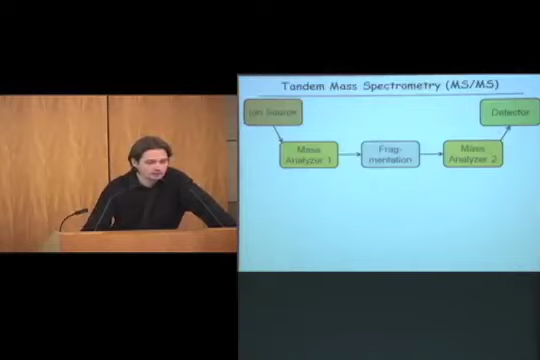 Tandem Mass Spectrometry (MS/MS)
Ion Source
Detector
Mass
Analyzer 1
Frag-
mentation
Mass
Analyzer 2